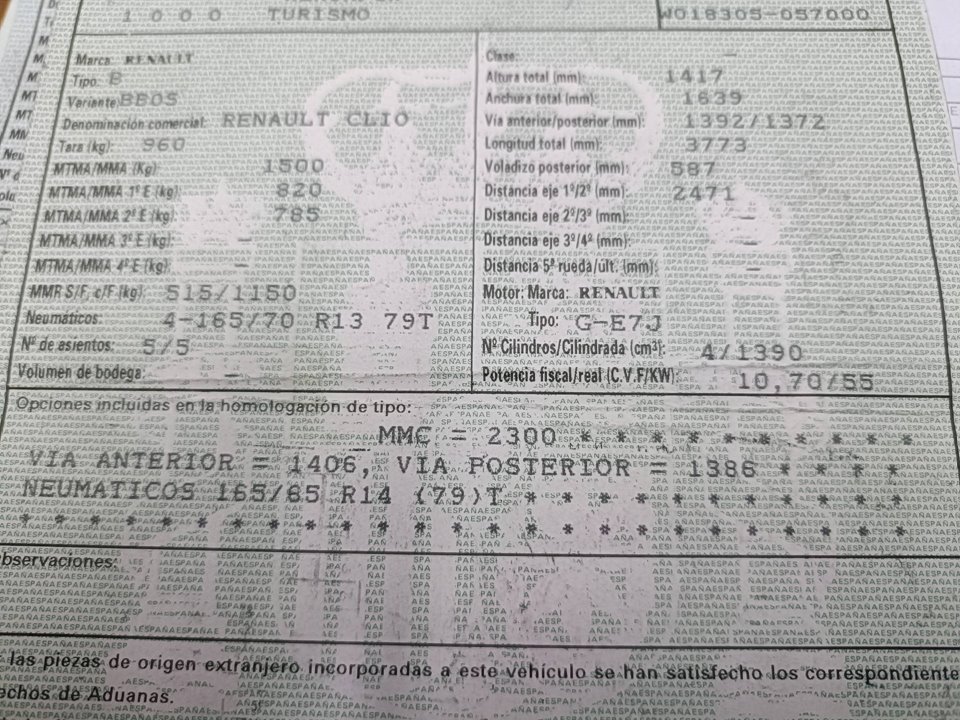 1000 TURISMO W018305-057000
Marca: RENAULT
Tipo: B
Variante: BB0S
Denominación comercial: RENAULT CLIO
Tara (kg): 960
MTMA/MMA (kg): 1500
MTMA/MMA 1º E (kg): 820
MTMA/MMA 2º E (kg): 785
MTMA/MMA 3º E (kg): —
MTMA/MMA 4º E (kg): —
MMR S/F, c/F (kg): 515/1150
Neumáticos: 4-165/70 R13 79T
Nº de asientos: 5/5
Volumen de bodega: —
Clase: —
Altura total (mm): 1417
Anchura total (mm): 1639
Vía anterior/posterior (mm): 1392/1372
Longitud total (mm): 3773
Voladizo posterior (mm): 587
Distancia eje 1º/2º (mm): 2471
Distancia eje 2º/3º (mm): —
Distancia eje 3º/4º (mm): —
Distancia 5ª rueda/últ. (mm): —
Motor: Marca: RENAULT
Tipo: G-E7J
Nº Cilindros/Cilindrada (cm³): 4/1390
Potencia fiscal/real (C.V.F/KW): 10,70/55
Opciones incluidas en la homologación de tipo:
MMC = 2300 * * * * * * * * * *
VIA ANTERIOR = 1406, VIA POSTERIOR = 1386 * * * *
NEUMATICOS 165/65 R14 (79)T * * * * * * * * * * *
* * * * * * * * * * * * * * * * * * * * * * * * *
bservaciones
las piezas de origen extranjero incorporadas a este vehículo se han satisfecho los correspondiente
echos de Aduanas.